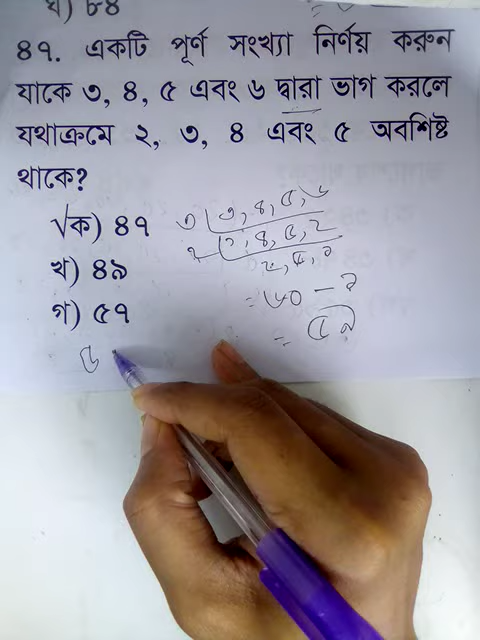 ঘ) ৮৪
৪৭. একটি পূর্ণ সংখ্যা নির্ণয় করুন
যাকে ৩, ৪, ৫ এবং ৬ দ্বারা ভাগ করলে
যথাক্রমে ২, ৩, ৪ এবং ৫ অবশিষ্ট
থাকে?
√ক) ৪৭
খ) ৪৯
গ) ৫৭
৩ ৩, ৪, ৫, ৬
২ ১, ৪, ৫, ২
২, ৫, ১
= ৬০ – ১
= ৫৯